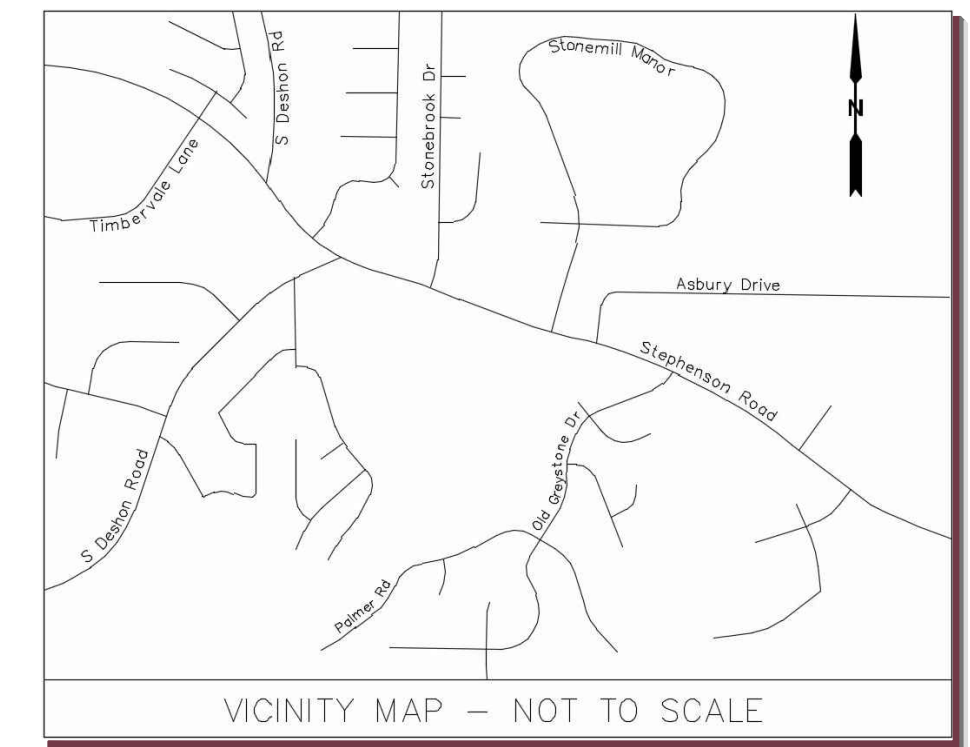 S Deshon Rd
Stonebrook Dr
Stonemill Manor
N
Timbervale Lane
Asbury Drive
Stephenson Road
Old Greystone Dr
S Deshon Road
Palmer Rd
VICINITY MAP - NOT TO SCALE